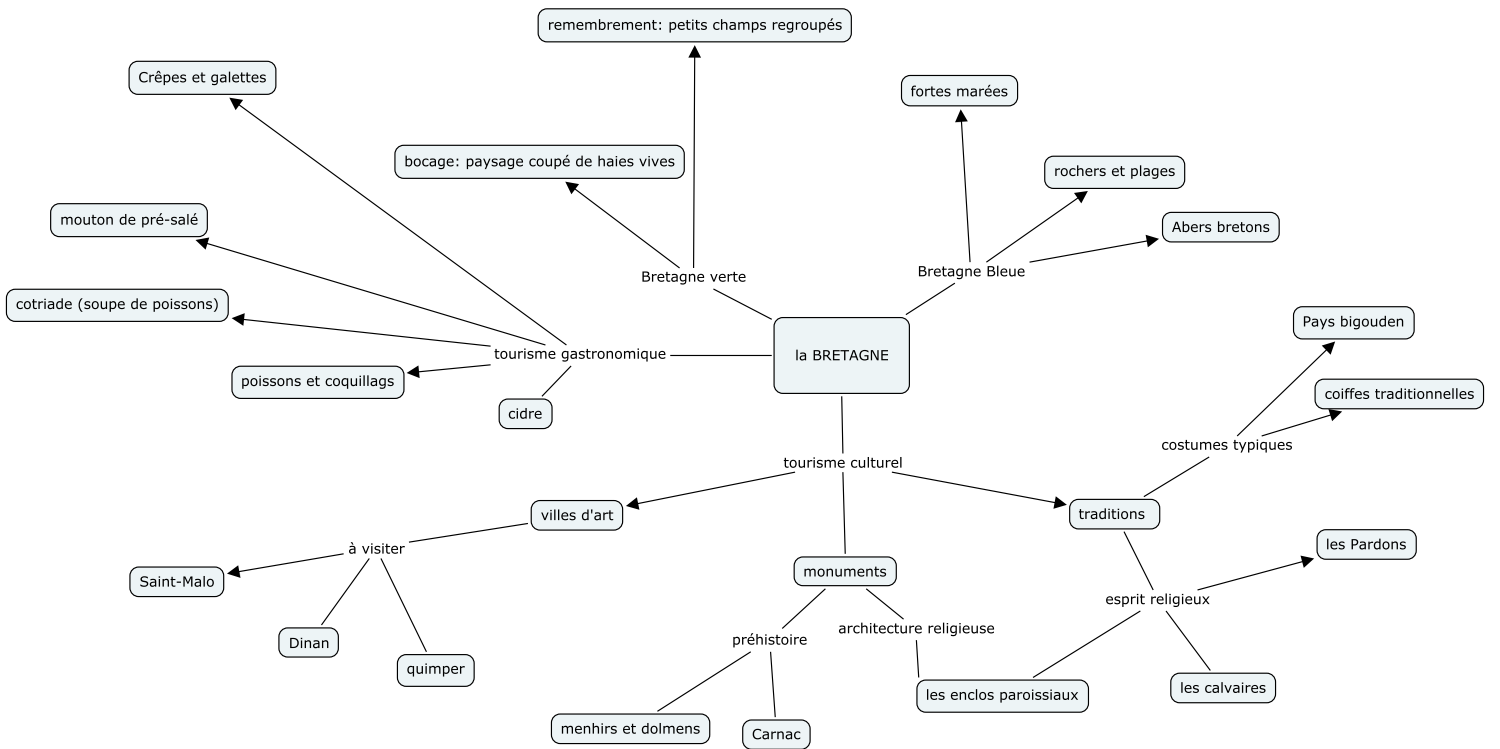 remembrement: petits champs regroupés
Crêpes et galettes
fortes marées
bocage: paysage coupé de haies vives
rochers et plages
mouton de pré-salé
Abers bretons
Bretagne verte
Bretagne Bleue
cotriade (soupe de poissons)
Pays bigouden
tourisme gastronomique
la BRETAGNE
poissons et coquillags
coiffes traditionnelles
cidre
costumes typiques
tourisme culturel
villes d'art
traditions
à visiter
les Pardons
Saint-Malo
monuments
esprit religieux
architecture religieuse
préhistoire
Dinan
quimper
les enclos paroissiaux
les calvaires
menhirs et dolmens
Carnac